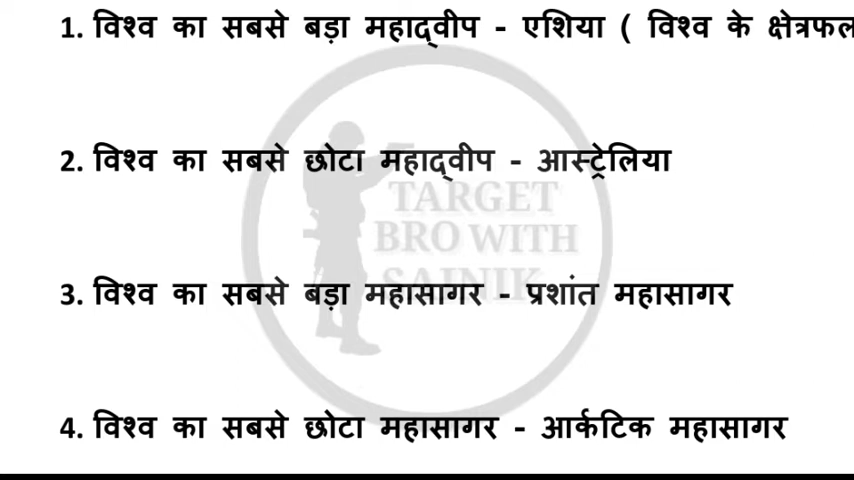 1. विश्व का सबसे बड़ा महाद्वीप - एशिया ( विश्व के क्षेत्रफल
2. विश्व का सबसे छोटा महाद्वीप - आस्ट्रेलिया
TARGET
BRO WITH
SAINIK
3. विश्व का सबसे बड़ा महासागर - प्रशांत महासागर
4. विश्व का सबसे छोटा महासागर - आर्कटिक महासागर